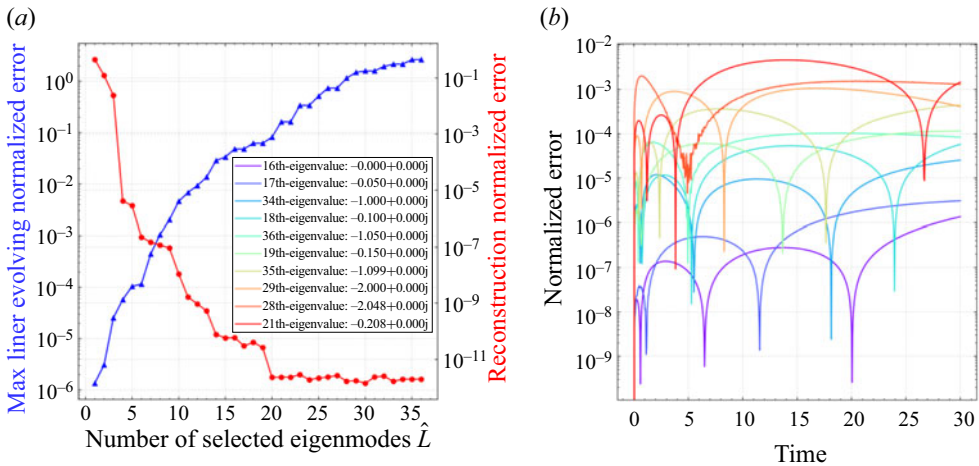 (a)
(b)
Max liner evolving normalized error
10^0
10^-1
10^-2
10^-3
10^-4
10^-5
10^-6
0 5 10 15 20 25 30 35
Number of selected eigenmodes L̂
10^-1
10^-3
10^-5
10^-7
10^-9
10^-11
Reconstruction normalized error
16th-eigenvalue: −0.000+0.000j
17th-eigenvalue: −0.050+0.000j
34th-eigenvalue: −1.000+0.000j
18th-eigenvalue: −0.100+0.000j
36th-eigenvalue: −1.050+0.000j
19th-eigenvalue: −0.150+0.000j
35th-eigenvalue: −1.099+0.000j
29th-eigenvalue: −2.000+0.000j
28th-eigenvalue: −2.048+0.000j
21th-eigenvalue: −0.208+0.000j
Normalized error
10^-2
10^-3
10^-4
10^-5
10^-6
10^-7
10^-8
10^-9
0 5 10 15 20 25 30
Time